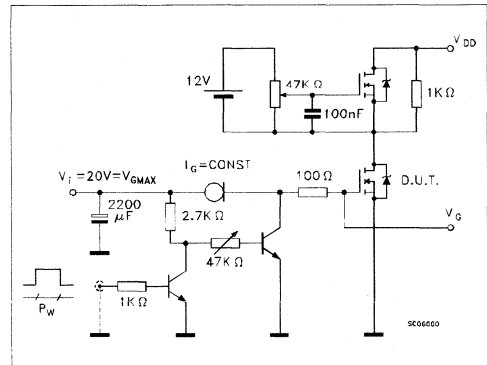 V_DD
12V
47KΩ
100nF
1KΩ
I_G=CONST
V_i=20V=V_GMAX
100Ω
D.U.T.
2200
μF
2.7KΩ
V_G
47KΩ
1KΩ
P_W
SC06000